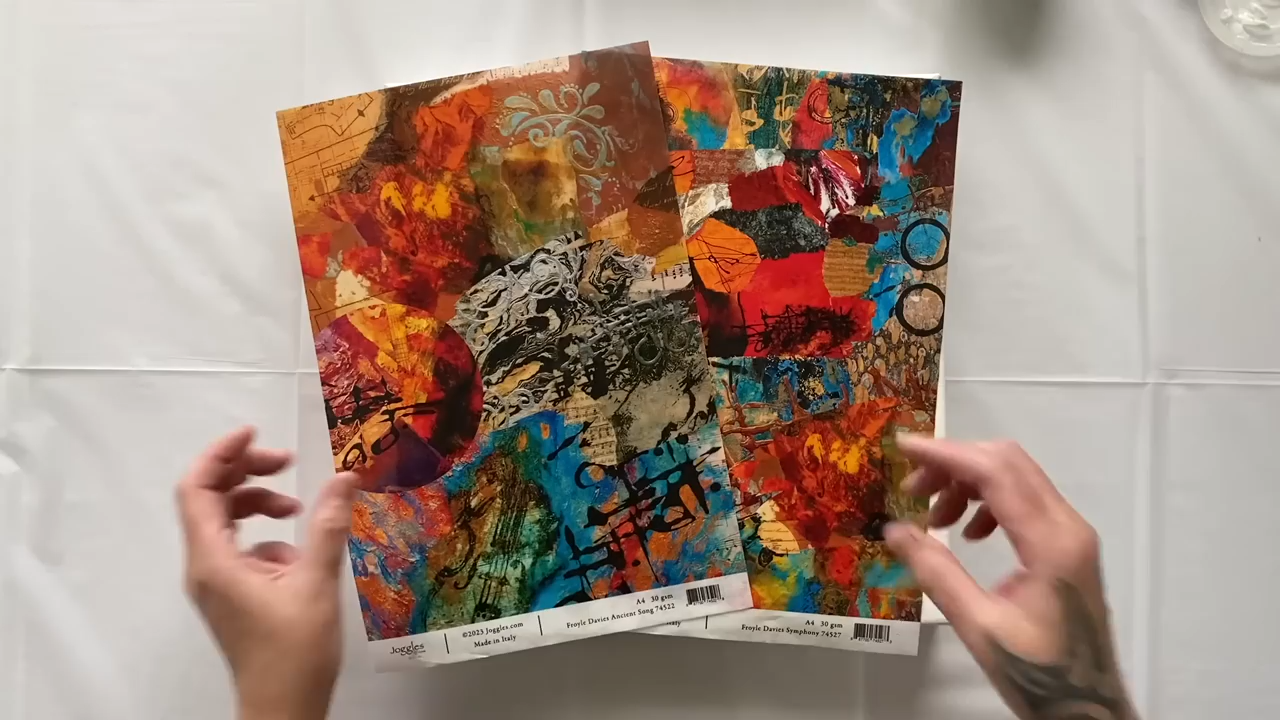 Joggles
©2023 Joggles.com
Made in Italy
A4 30 gsm
Froyle Davies Ancient Song 74522
Italy
A4 30 gsm
Froyle Davies Symphony 74527